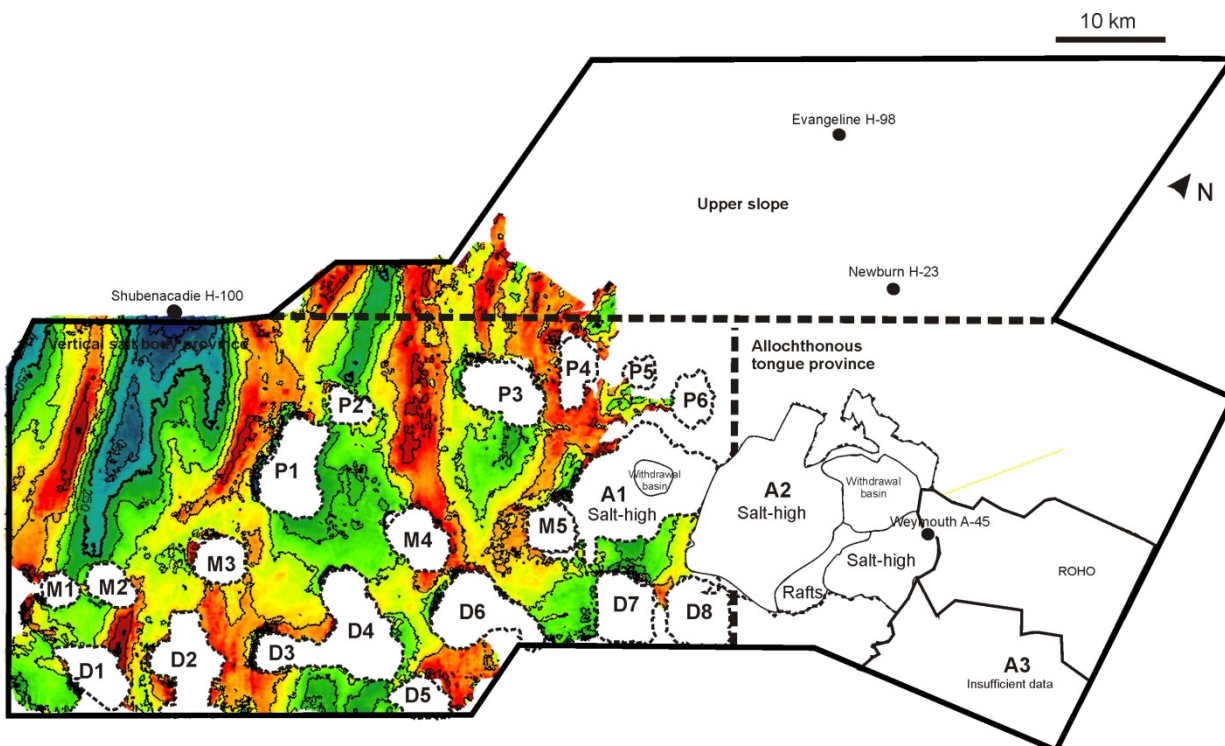 10 km
Evangeline H-98
N
Upper slope
Newburn H-23
Shubenacadie H-100
Vertical salt body province
Allochthonous
tongue province
P4
P5
P3
P6
P2
P1
Withdrawal
basin
A1
Salt-high
A2
Salt-high
Withdrawal
basin
Weymouth A-45
M5
M4
M3
M1
M2
Salt-high
ROHO
Rafts
D6
D7
D8
D4
D3
D2
D1
D5
A3
Insufficient data